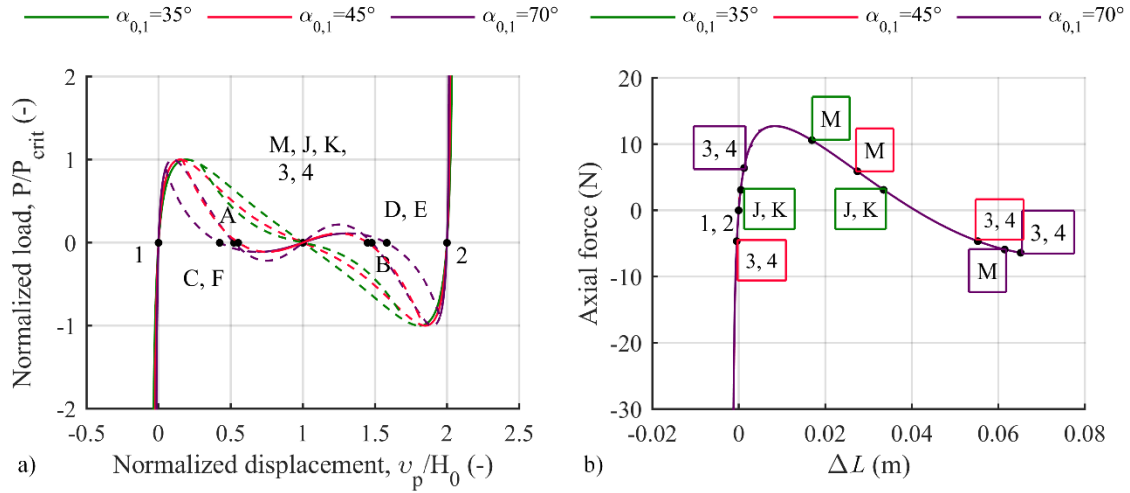 α0,1=35° α0,1=45° α0,1=70°
α0,1=35° α0,1=45° α0,1=70°
Normalized load, P/Pcrit (-)
2
1
0
-1
-2
M, J, K,
3, 4
D, E
A
1
2
B
C, F
-0.5 0 0.5 1 1.5 2 2.5
a) Normalized displacement, vp/H0 (-)
Axial force (N)
20
10
0
-10
-20
-30
M
3, 4
M
J, K
J, K
1, 2
3, 4
3, 4
3, 4
M
-0.02 0 0.02 0.04 0.06 0.08
b) ΔL (m)